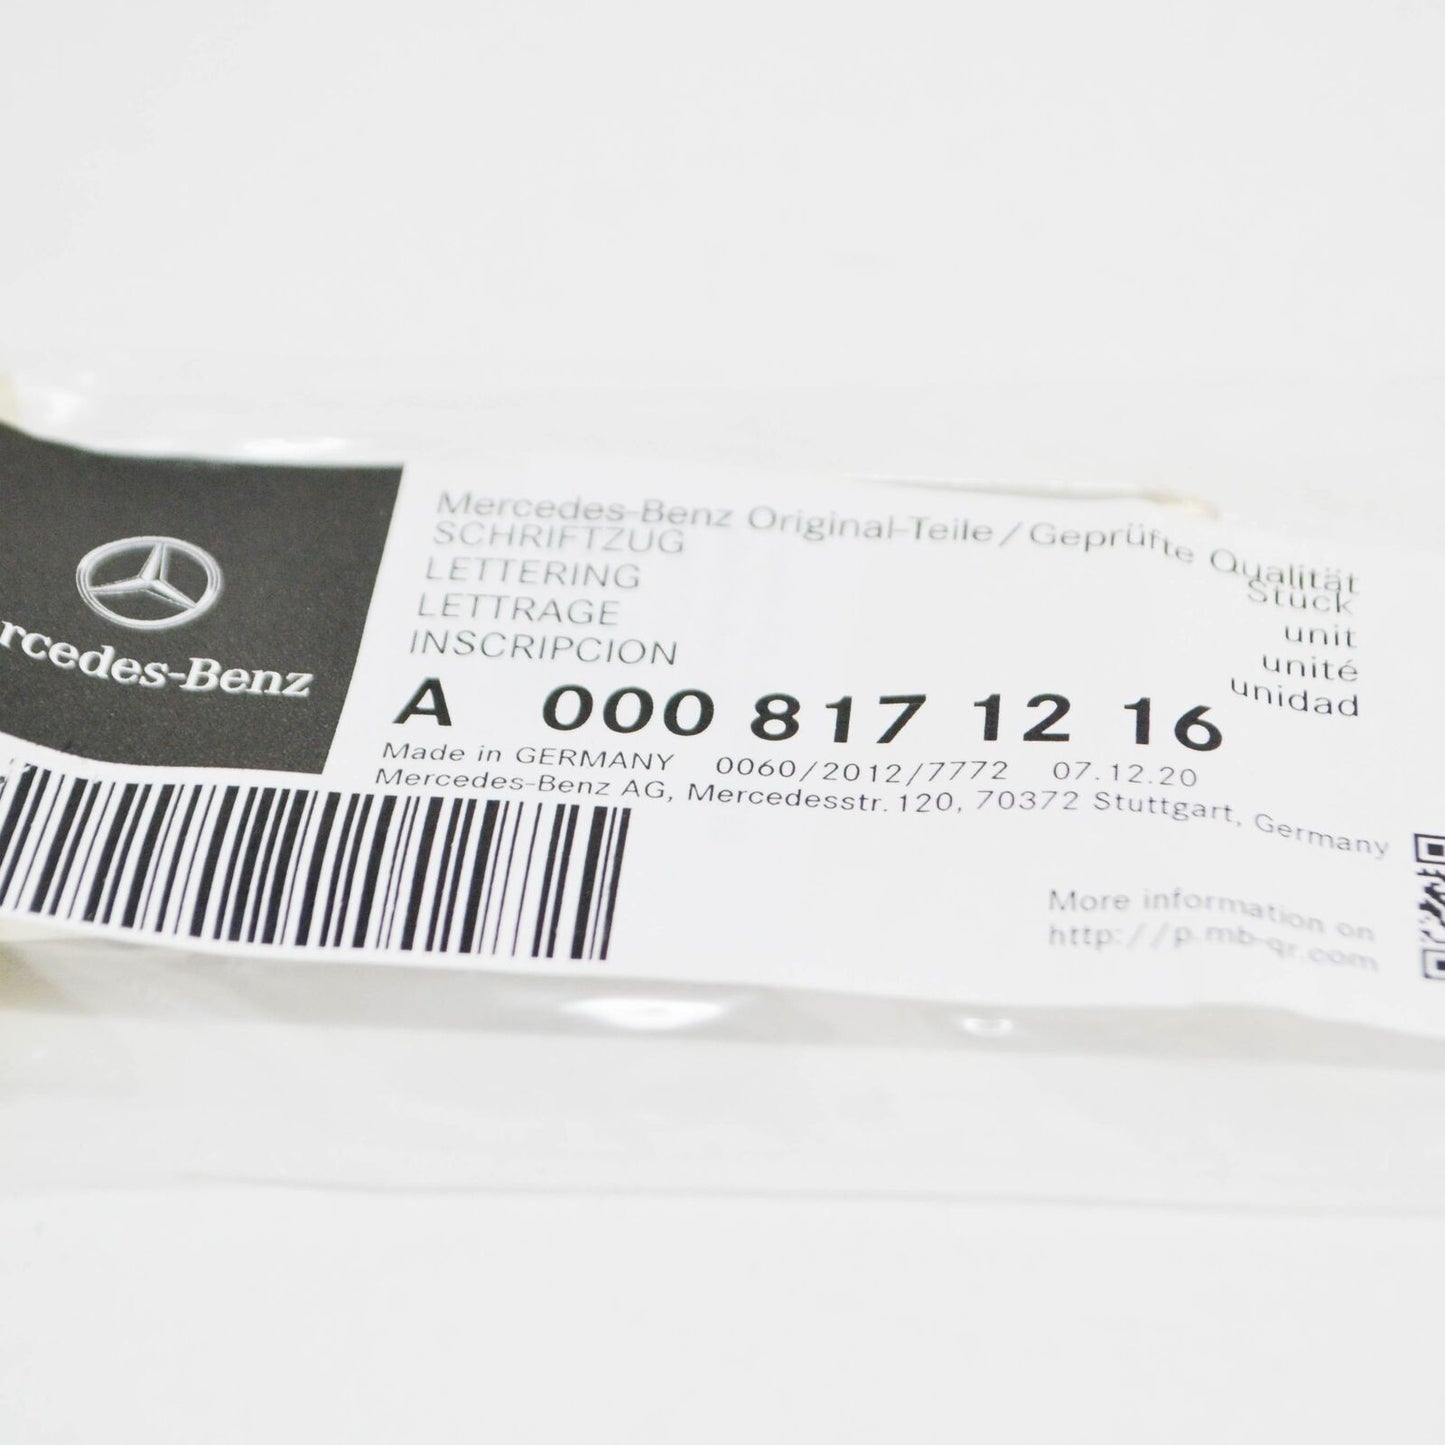 rcedes-Benz
Mercedes-Benz Original-Teile / Geprüfte Qualität
SCHRIFTZUG
LETTERING
LETTRAGE
INSCRIPCION
Stück
unit
unité
unidad
A 000 817 12 16
Made in GERMANY 0060/2012/7772 07.12.20
Mercedes-Benz AG, Mercedesstr. 120, 70372 Stuttgart, Germany
More information on
http://p.mb-qr.com